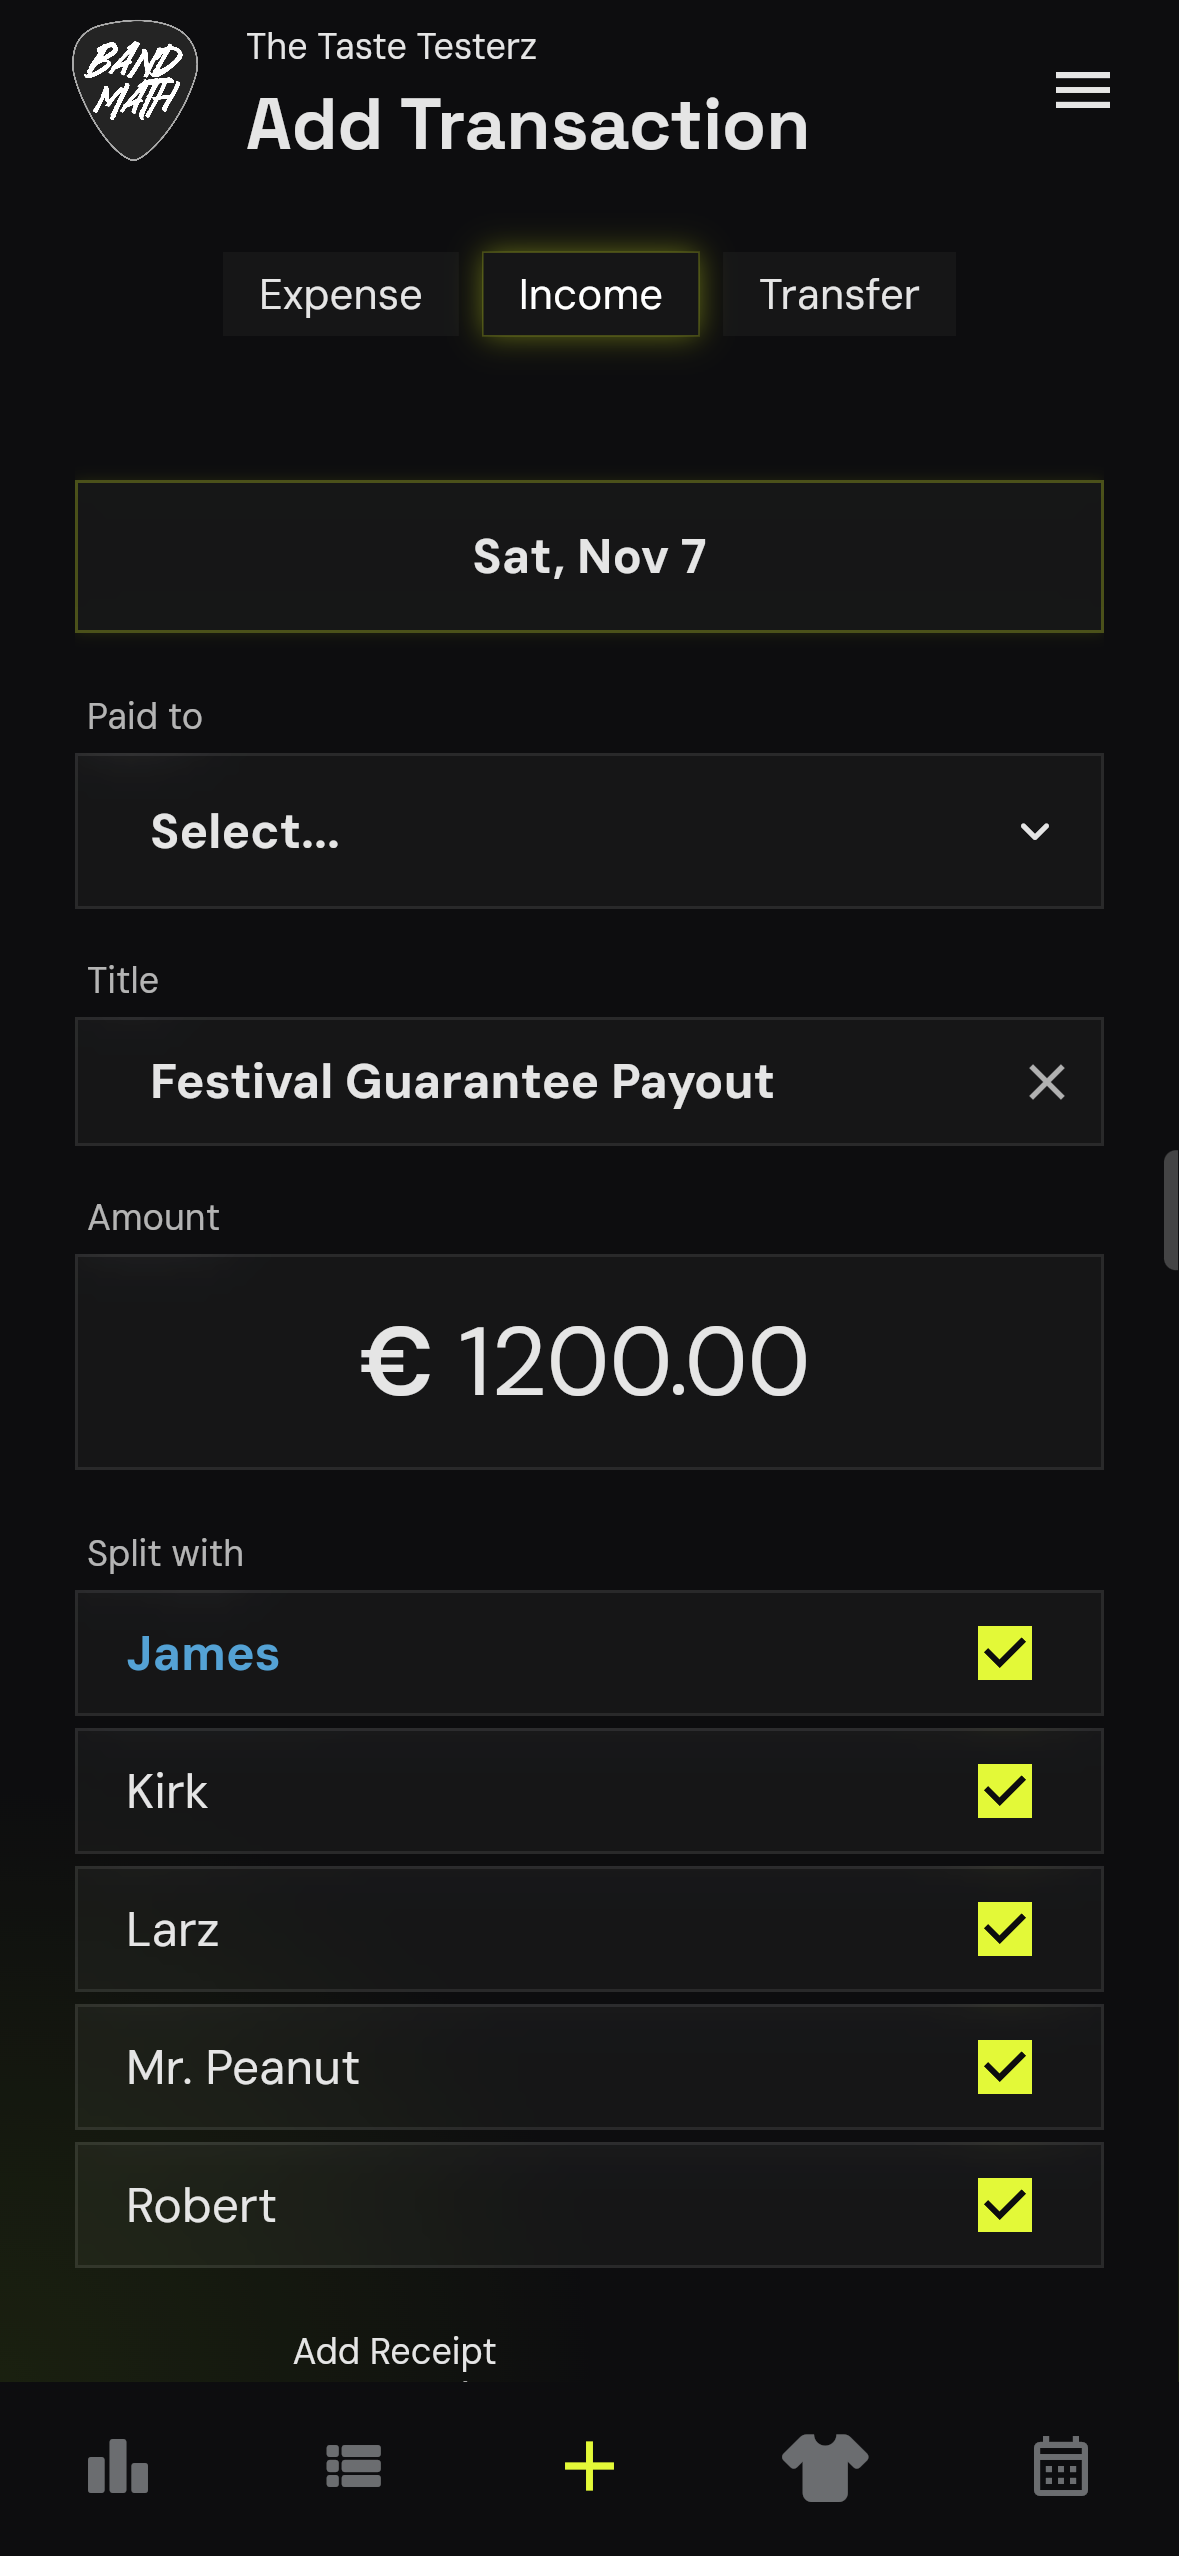 BAND
MATH
The Taste Testerz
Add Transaction
Expense
Income
Transfer
Sat, Nov 7
Paid to
Select...
Title
Festival Guarantee Payout
Amount
€ 1200.00
Split with
James
Kirk
Larz
Mr. Peanut
Robert
Add Receipt